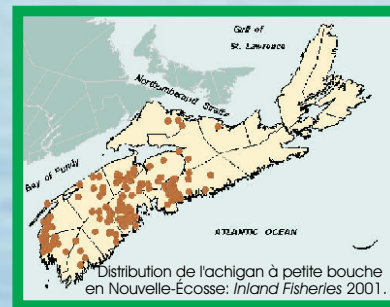 Gulf of
St. Lawrence
Northumberland Strait
Bay of Fundy
ATLANTIC OCEAN
Distribution de l'achigan à petite bouche
en Nouvelle-Écosse: Inland Fisheries 2001.